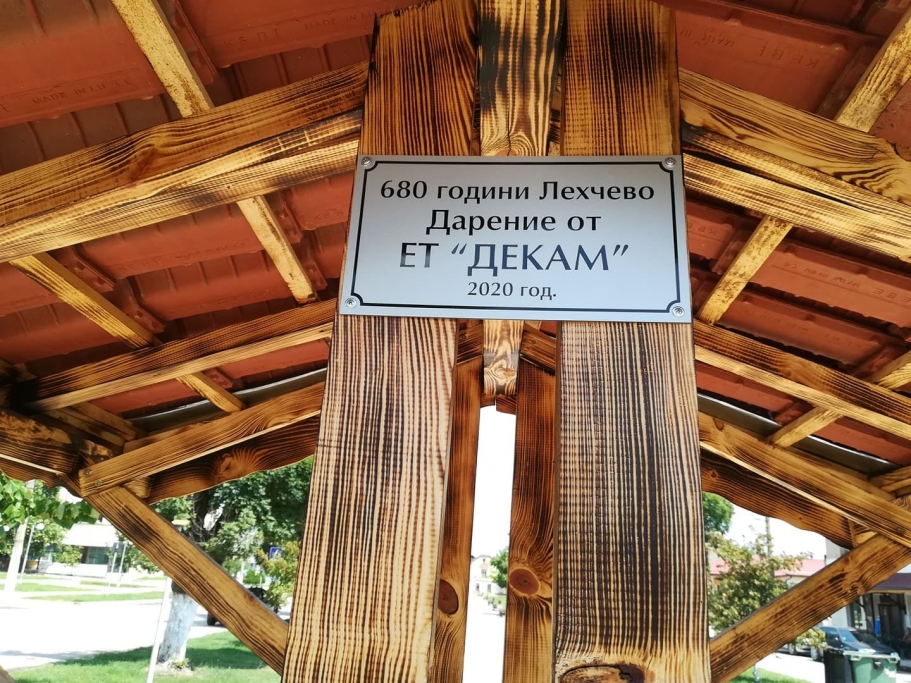 680 години Лехчево
Дарение от
ЕТ “ДЕКАМ”
2020 год.